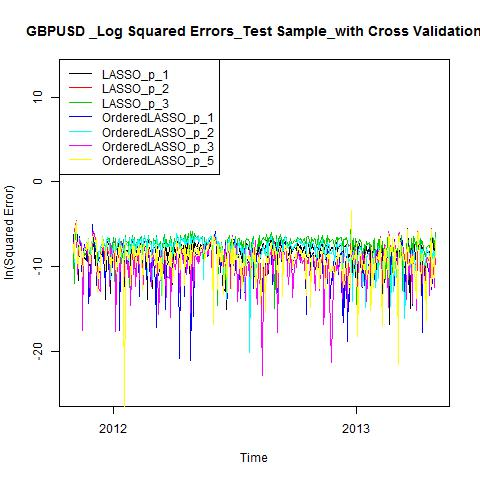 GBPUSD _Log Squared Errors_Test Sample_with Cross Validation
LASSO_p_1
LASSO_p_2
LASSO_p_3
OrderedLASSO_p_1
OrderedLASSO_p_2
OrderedLASSO_p_3
OrderedLASSO_p_5
10
0
-10
-20
ln(Squared Error)
2012
2013
Time